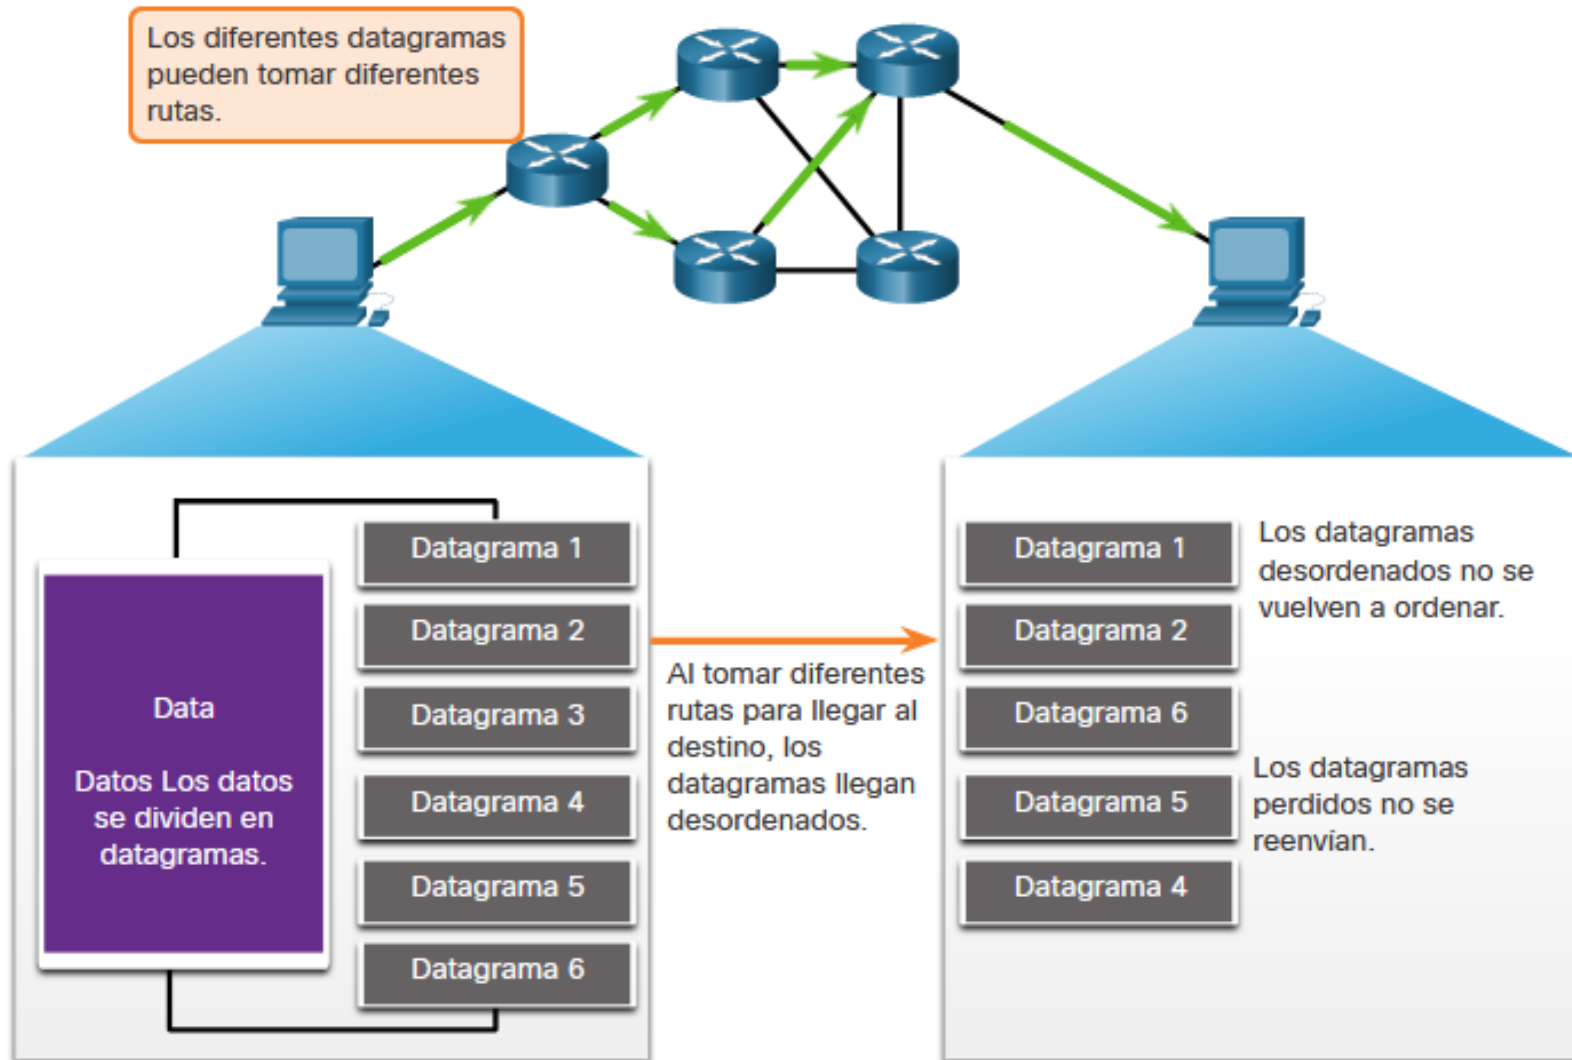 Los diferentes datagramas
pueden tomar diferentes
rutas.
Data
Datos Los datos
se dividen en
datagramas.
Datagrama 1
Datagrama 2
Datagrama 3
Datagrama 4
Datagrama 5
Datagrama 6
Al tomar diferentes
rutas para llegar al
destino, los
datagramas llegan
desordenados.
Datagrama 1
Datagrama 2
Datagrama 6
Datagrama 5
Datagrama 4
Los datagramas
desordenados no se
vuelven a ordenar.
Los datagramas
perdidos no se
reenvían.